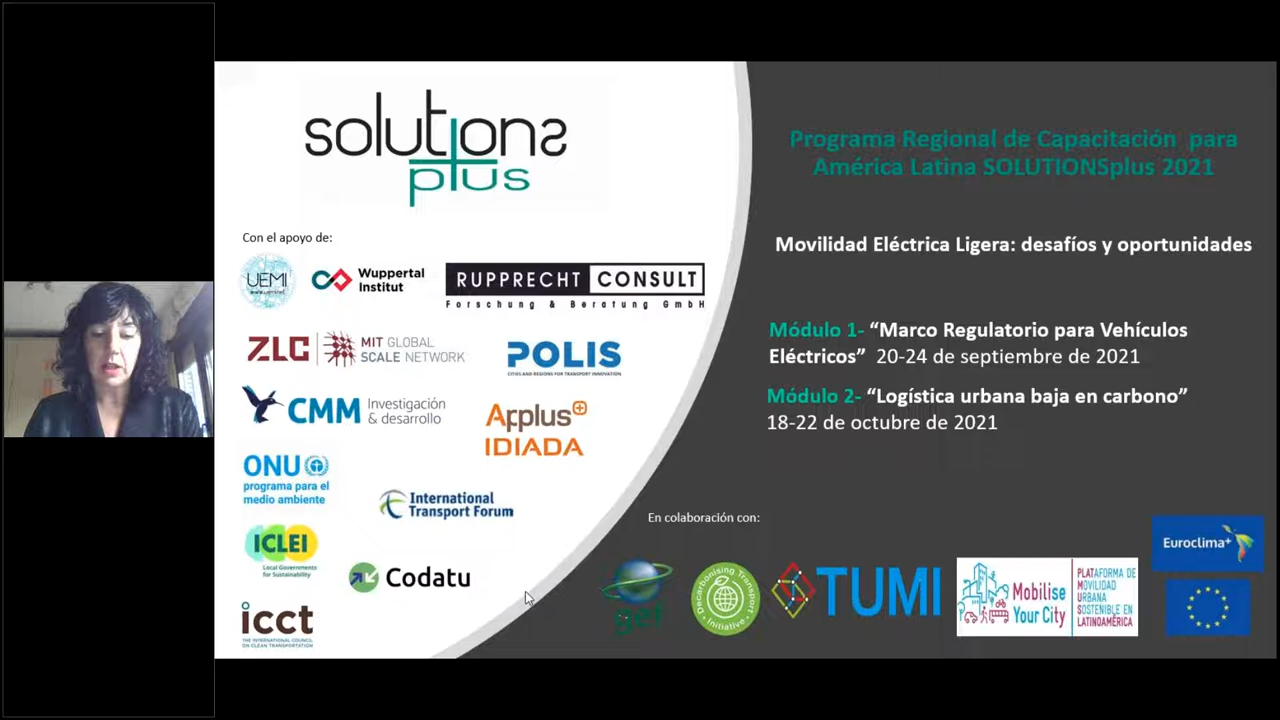 solutions
plus
Con el apoyo de:
UEMI
www.uemi.net
Wuppertal
Institut
RUPPRECHT CONSULT
Forschung & Beratung GmbH
ZLC
MIT GLOBAL
SCALE NETWORK
POLIS
CITIES AND REGIONS FOR TRANSPORT INNOVATION
CMM
Investigación
& desarrollo
Applus+
IDIADA
ONU
programa para el
medio ambiente
International
Transport Forum
ICLEI
Local Governments
for Sustainability
Codatu
icct
THE INTERNATIONAL COUNCIL
ON CLEAN TRANSPORTATION
Programa Regional de Capacitación para
América Latina SOLUTIONSplus 2021
Movilidad Eléctrica Ligera: desafíos y oportunidades
Módulo 1- “Marco Regulatorio para Vehículos
Eléctricos” 20-24 de septiembre de 2021
Módulo 2- “Logística urbana baja en carbono”
18-22 de octubre de 2021
En colaboración con:
gef
Decarbonising Transport
Initiative
TUMI
Mobilise
Your City
PLATAFORMA DE
MOVILIDAD
URBANA
SOSTENIBLE EN
LATINOAMÉRICA
Euroclima+